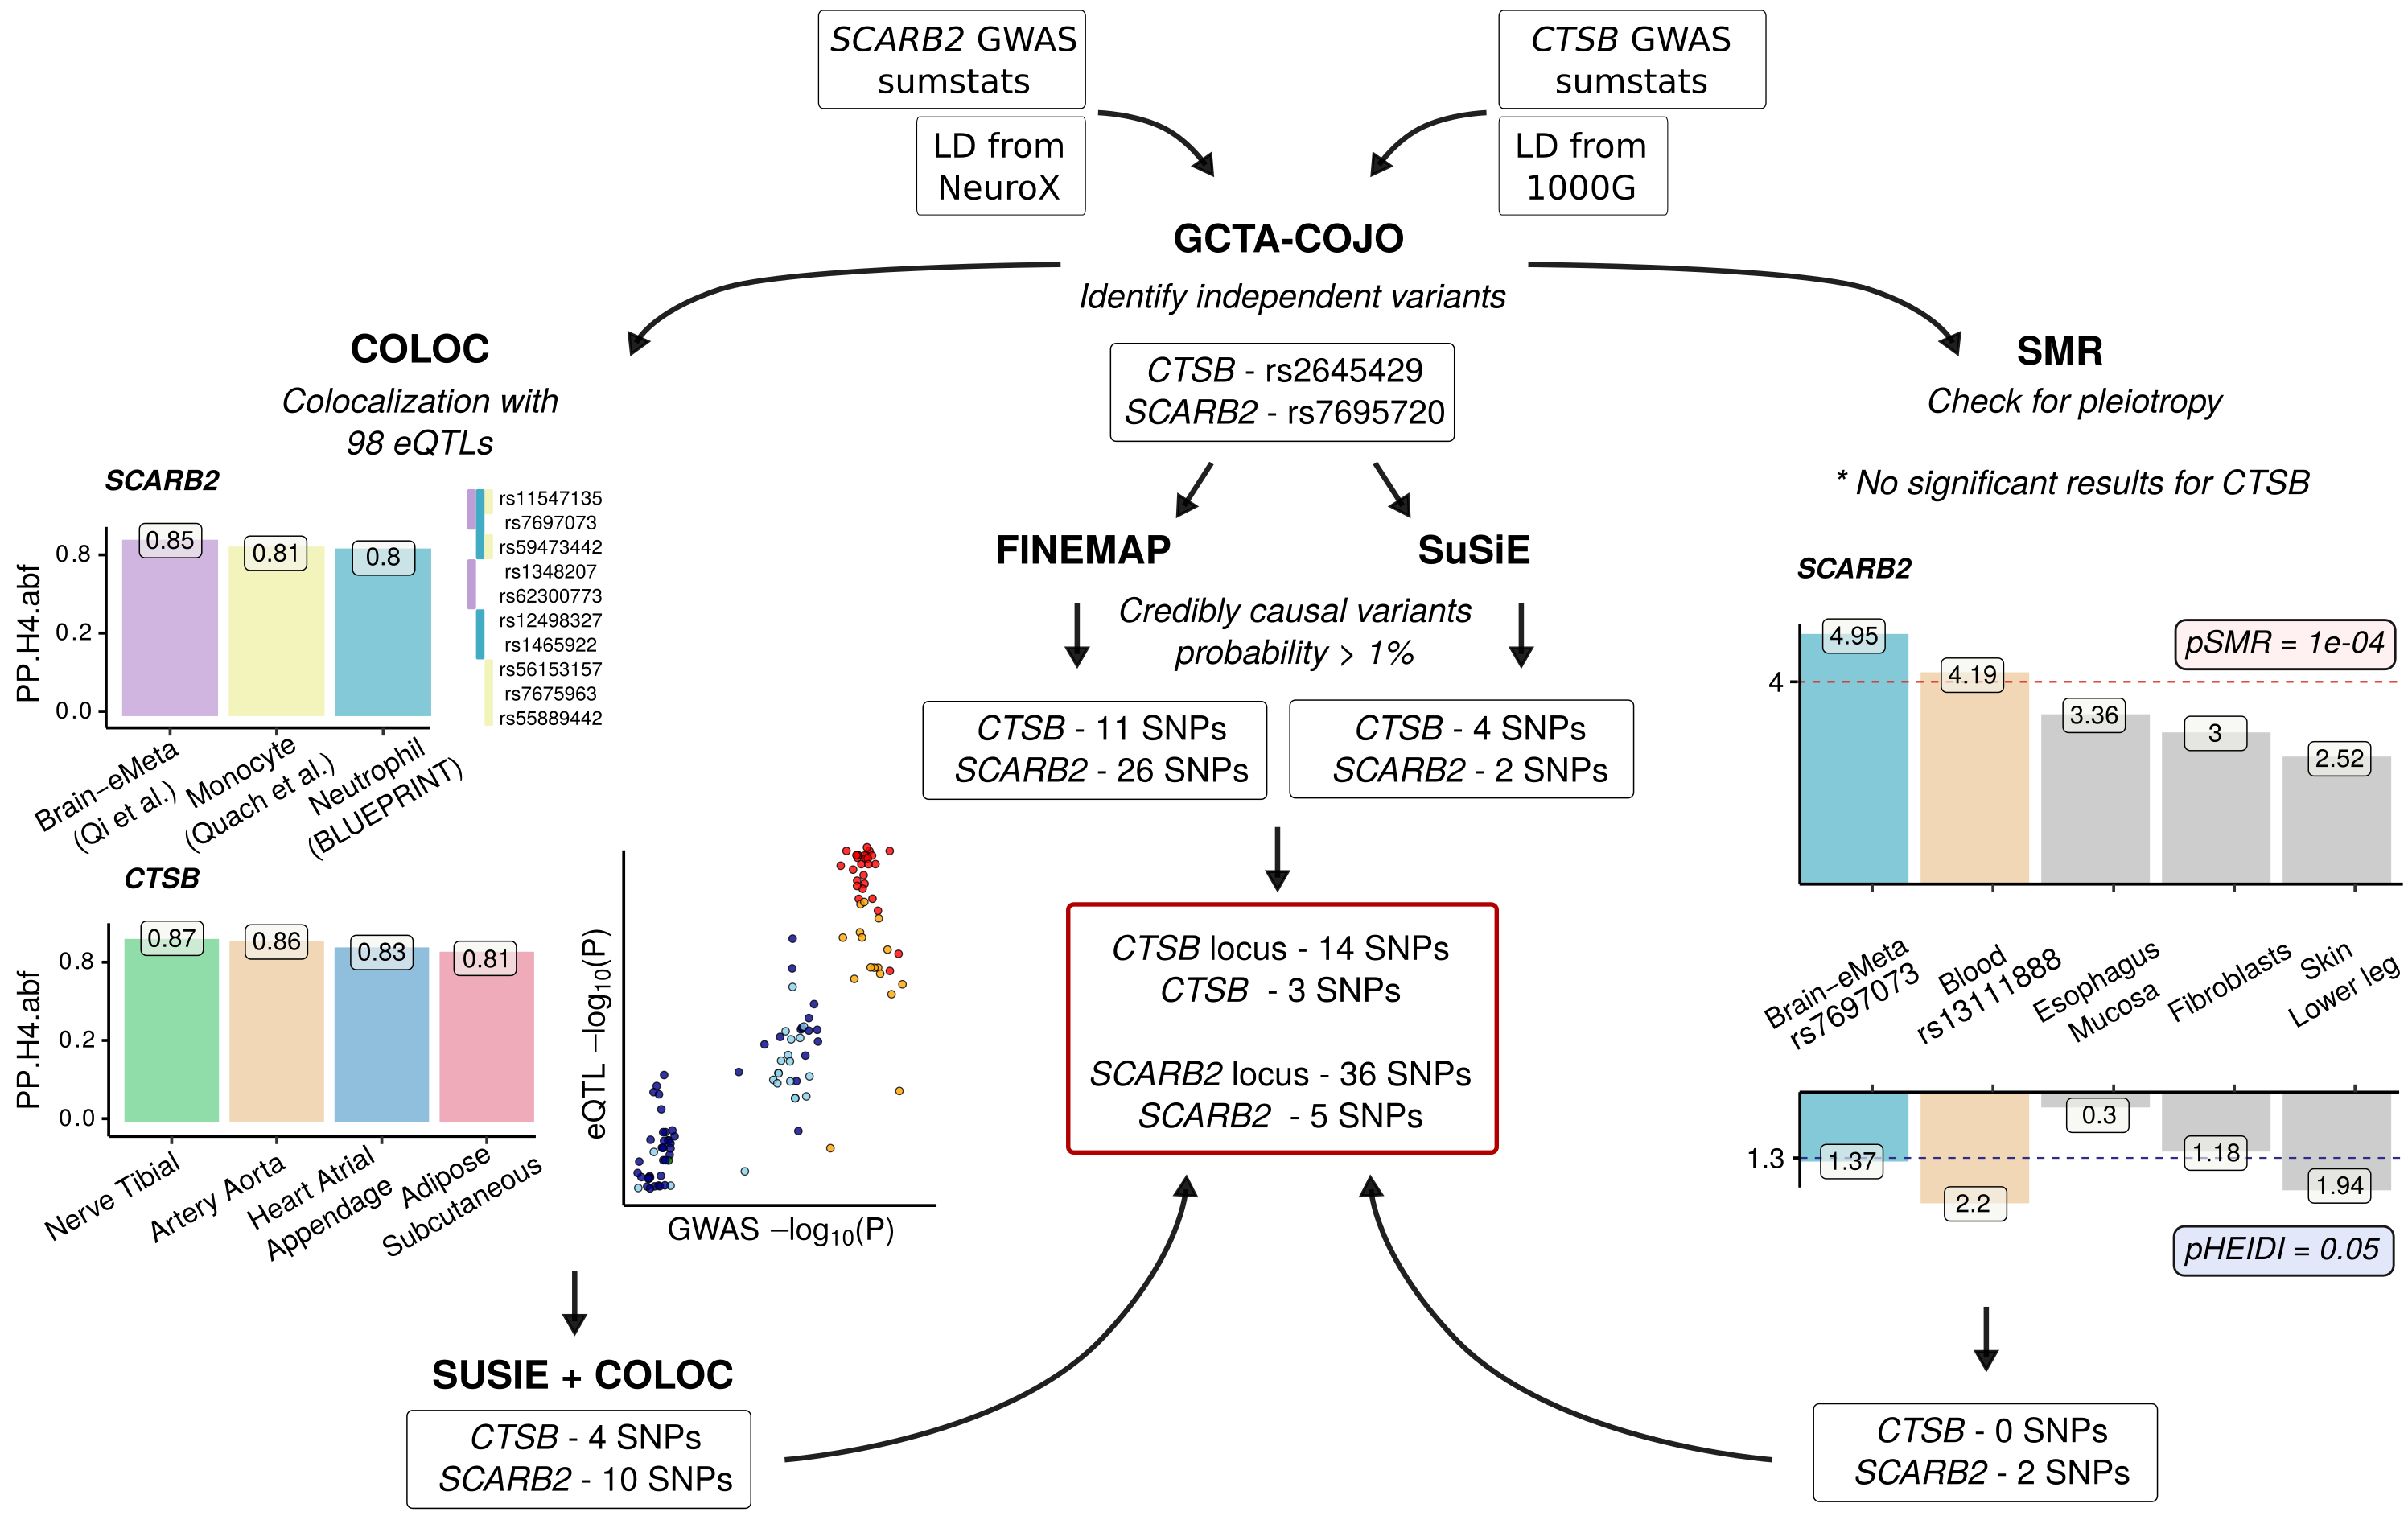 SCARB2 GWAS
sumstats
LD from
NeuroX
CTSB GWAS
sumstats
LD from
1000G
GCTA-COJO
Identify independent variants
CTSB - rs2645429
SCARB2 - rs7695720
COLOC
Colocalization with
98 eQTLs
SCARB2
PP.H4.abf
0.8
0.2
0.0
0.85
0.81
0.8
Brain–eMeta
(Qi et al.)
Monocyte
(Quach et al.)
Neutrophil
(BLUEPRINT)
rs11547135
rs7697073
rs59473442
rs1348207
rs62300773
rs12498327
rs1465922
rs56153157
rs7675963
rs55889442
CTSB
PP.H4.abf
0.8
0.2
0.0
0.87
0.86
0.83
0.81
Nerve Tibial
Artery Aorta
Heart Atrial
Appendage
Adipose
Subcutaneous
eQTL –log10(P)
GWAS –log10(P)
SUSIE + COLOC
CTSB - 4 SNPs
SCARB2 - 10 SNPs
FINEMAP
SuSiE
Credibly causal variants
probability > 1%
CTSB - 11 SNPs
SCARB2 - 26 SNPs
CTSB - 4 SNPs
SCARB2 - 2 SNPs
CTSB locus - 14 SNPs
CTSB - 3 SNPs
SCARB2 locus - 36 SNPs
SCARB2 - 5 SNPs
SMR
Check for pleiotropy
* No significant results for CTSB
SCARB2
pSMR = 1e-04
4
4.95
4.19
3.36
3
2.52
Brain–eMeta
rs7697073
Blood
rs13111888
Esophagus
Mucosa
Fibroblasts
Skin
Lower leg
1.3
1.37
2.2
0.3
1.18
1.94
pHEIDI = 0.05
CTSB - 0 SNPs
SCARB2 - 2 SNPs